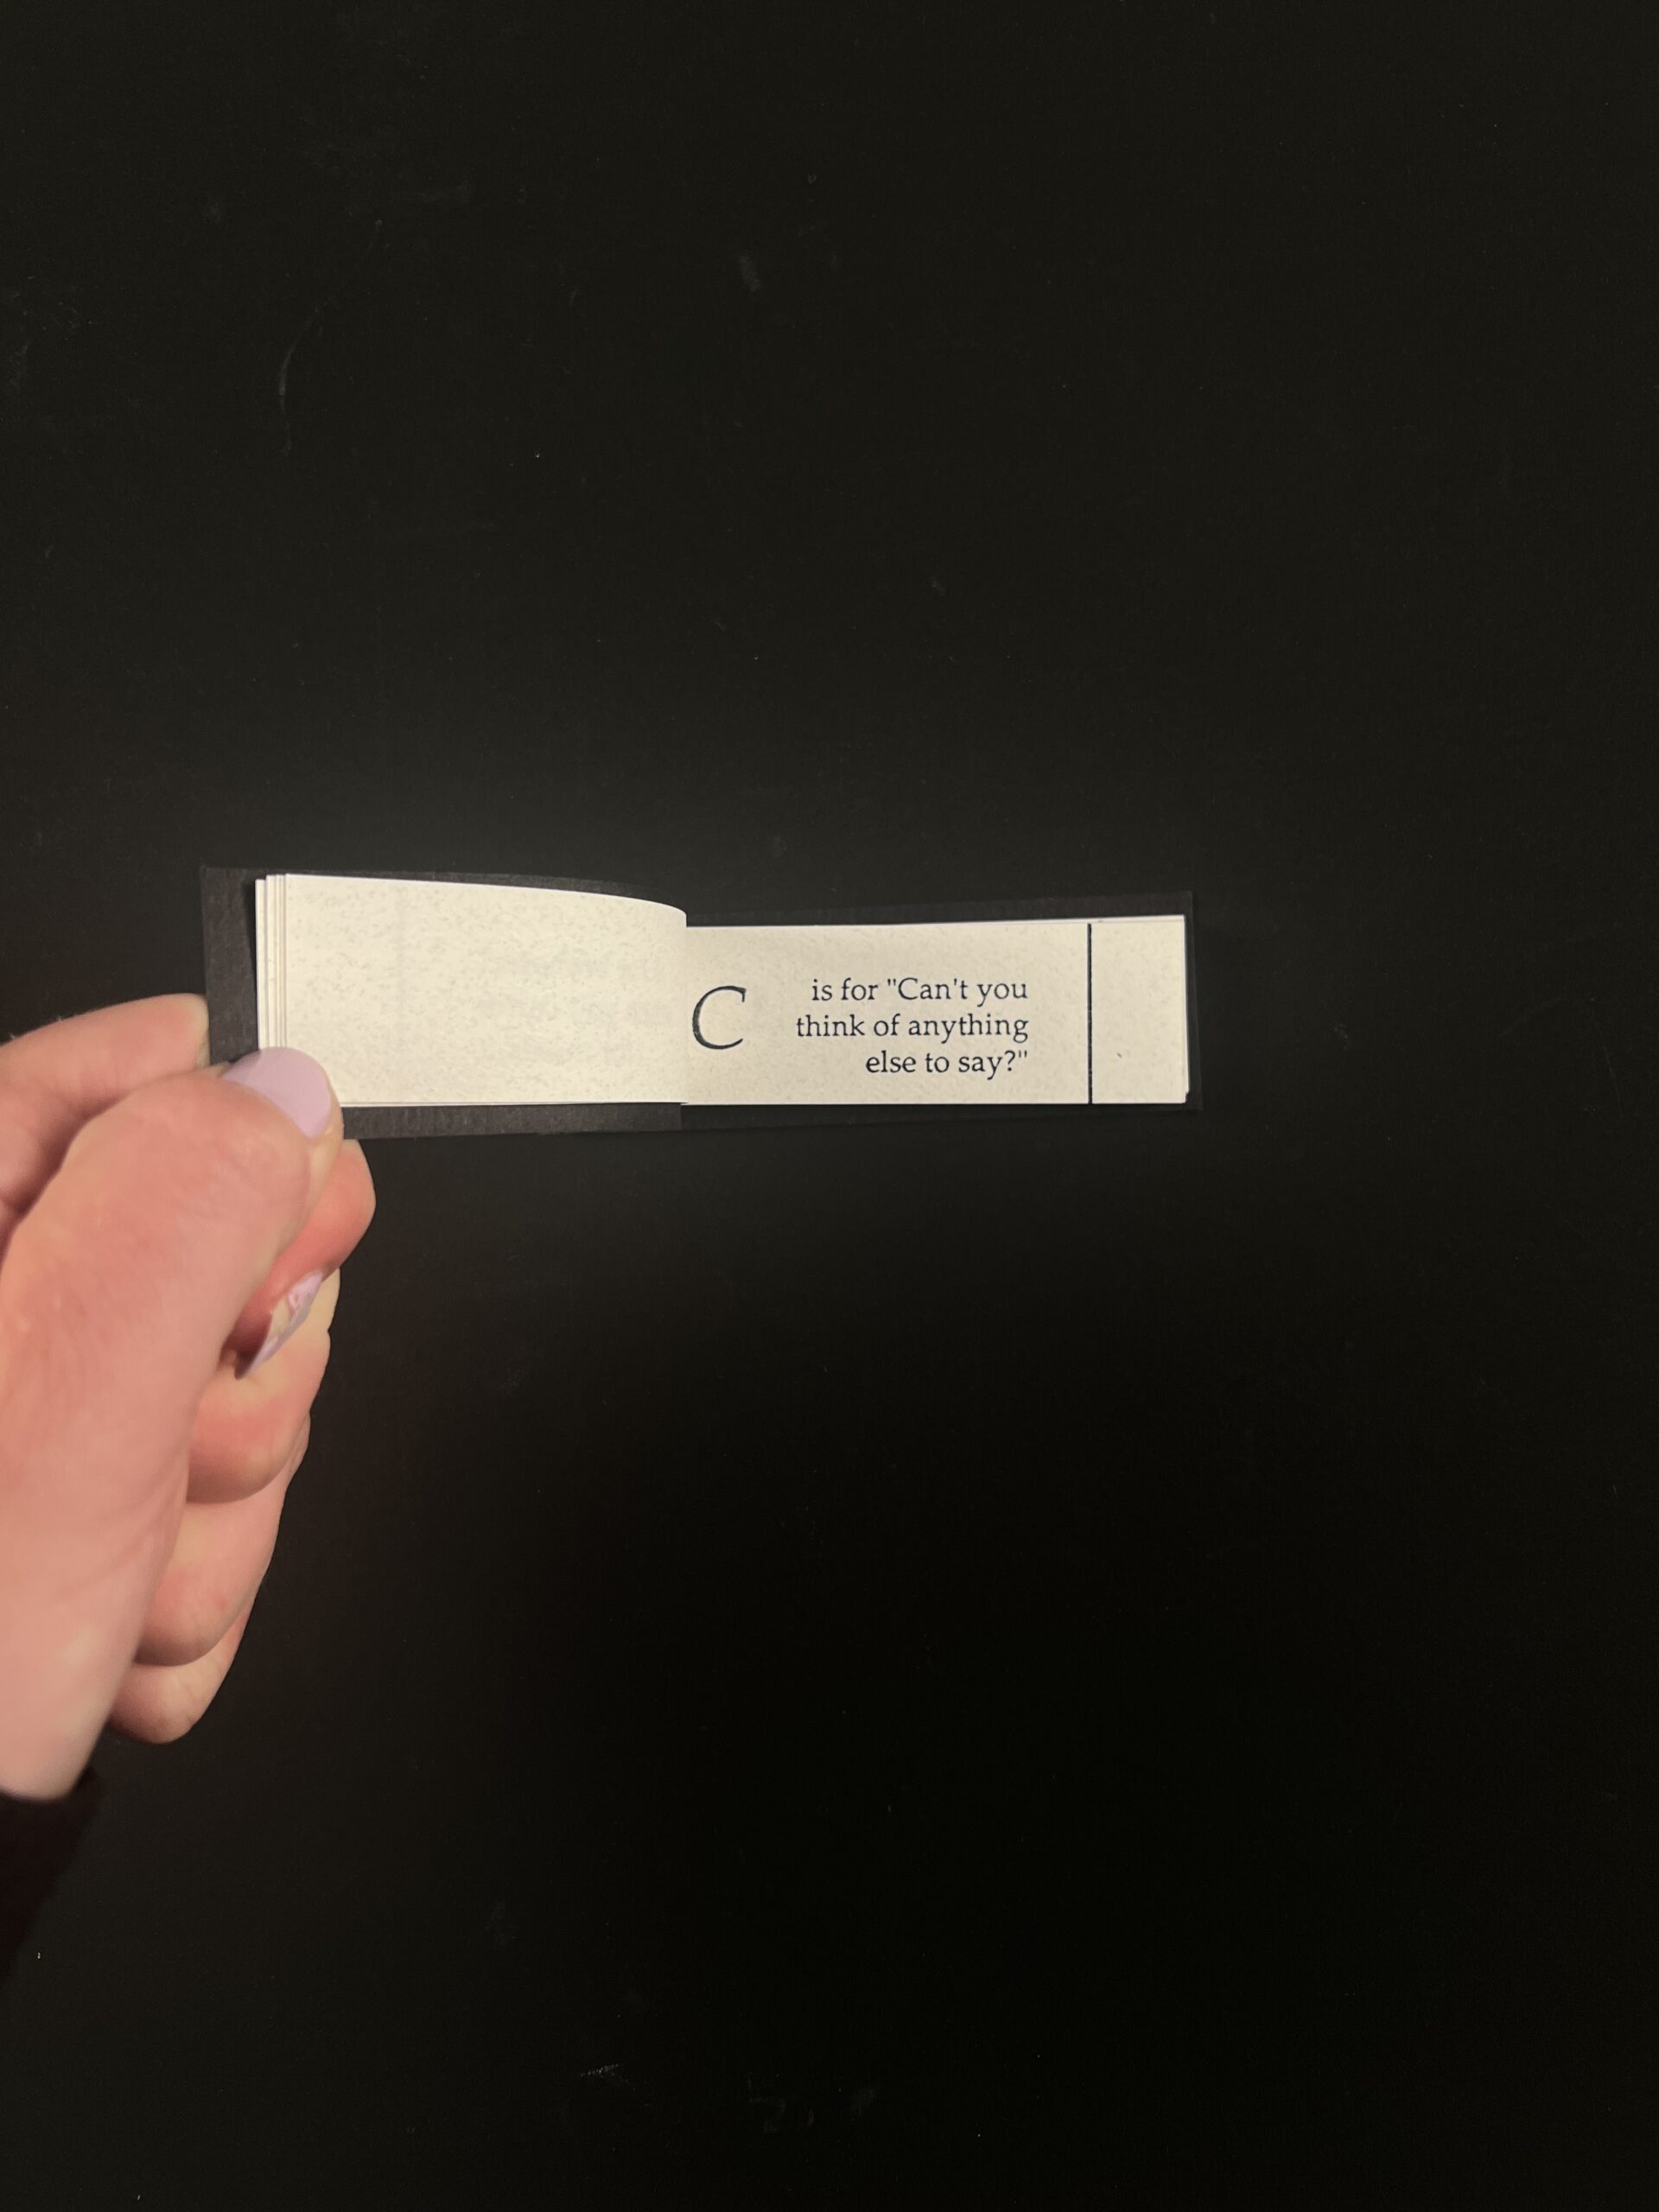 C is for "Can't you
think of anything
else to say?"